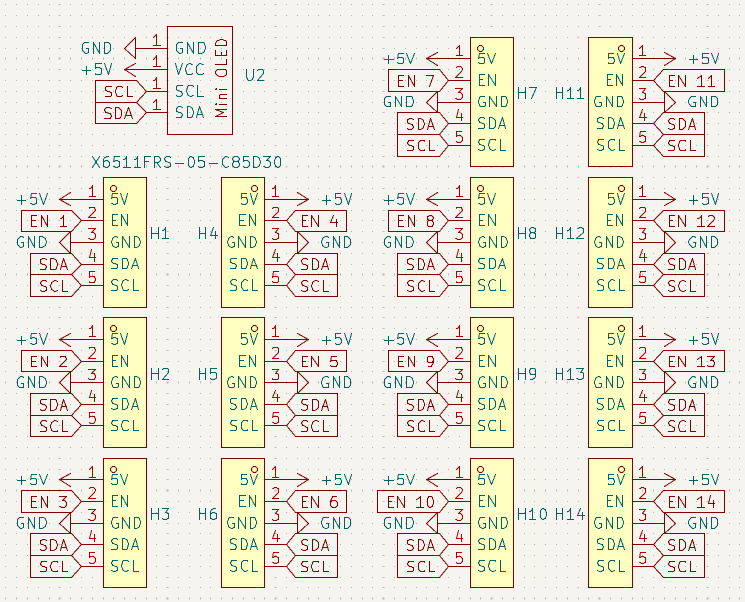 GND 1 GND
+5V 1 VCC
SCL 1 SCL
SDA 1 SDA
Mini OLED
U2
X6511FRS-05-C85D30
+5V 1 5V
EN 1 2 EN
GND 3 GND
SDA 4 SDA
SCL 5 SCL
H1
+5V 1 5V
EN 2 2 EN
GND 3 GND
SDA 4 SDA
SCL 5 SCL
H2
+5V 1 5V
EN 3 2 EN
GND 3 GND
SDA 4 SDA
SCL 5 SCL
H3
H4
5V 1 +5V
EN 2 EN 4
GND 3 GND
SDA 4 SDA
SCL 5 SCL
H5
5V 1 +5V
EN 2 EN 5
GND 3 GND
SDA 4 SDA
SCL 5 SCL
H6
5V 1 +5V
EN 2 EN 6
GND 3 GND
SDA 4 SDA
SCL 5 SCL
+5V 1 5V
EN 7 2 EN
GND 3 GND
SDA 4 SDA
SCL 5 SCL
H7
+5V 1 5V
EN 8 2 EN
GND 3 GND
SDA 4 SDA
SCL 5 SCL
H8
+5V 1 5V
EN 9 2 EN
GND 3 GND
SDA 4 SDA
SCL 5 SCL
H9
+5V 1 5V
EN 10 2 EN
GND 3 GND
SDA 4 SDA
SCL 5 SCL
H10
H11
5V 1 +5V
EN 2 EN 11
GND 3 GND
SDA 4 SDA
SCL 5 SCL
H12
5V 1 +5V
EN 2 EN 12
GND 3 GND
SDA 4 SDA
SCL 5 SCL
H13
5V 1 +5V
EN 2 EN 13
GND 3 GND
SDA 4 SDA
SCL 5 SCL
H14
5V 1 +5V
EN 2 EN 14
GND 3 GND
SDA 4 SDA
SCL 5 SCL